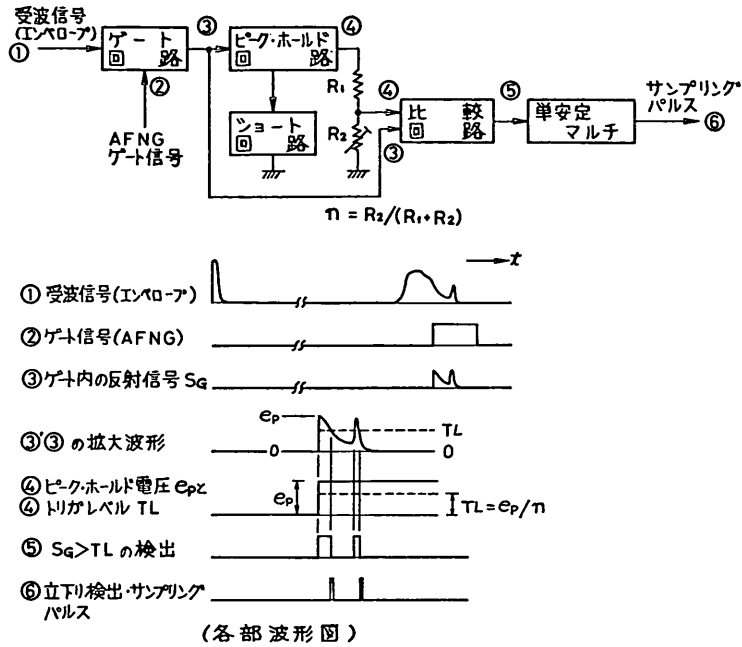 受波信号
(エンベロープ)
①
ゲート
回路
③
ピーク・ホールド
回路
④
②
AFNG
ゲート信号
ショート
回路
R₁
R₂
④
③
比較
回路
⑤
単安定
マルチ
サンプリング
パルス
⑥
n = R₂/(R₁+R₂)
t
①受波信号(エンベロープ)
②ゲート信号(AFNG)
③ゲート内の反射信号 SG
eP
TL
③'③の拡大波形
0
0
④ピーク・ホールド電圧 ePと
④トリガレベル TL
eP
TL=eP/n
⑤ SG>TL の検出
⑥立下り検出・サンプリング
パルス
(各部波形図)